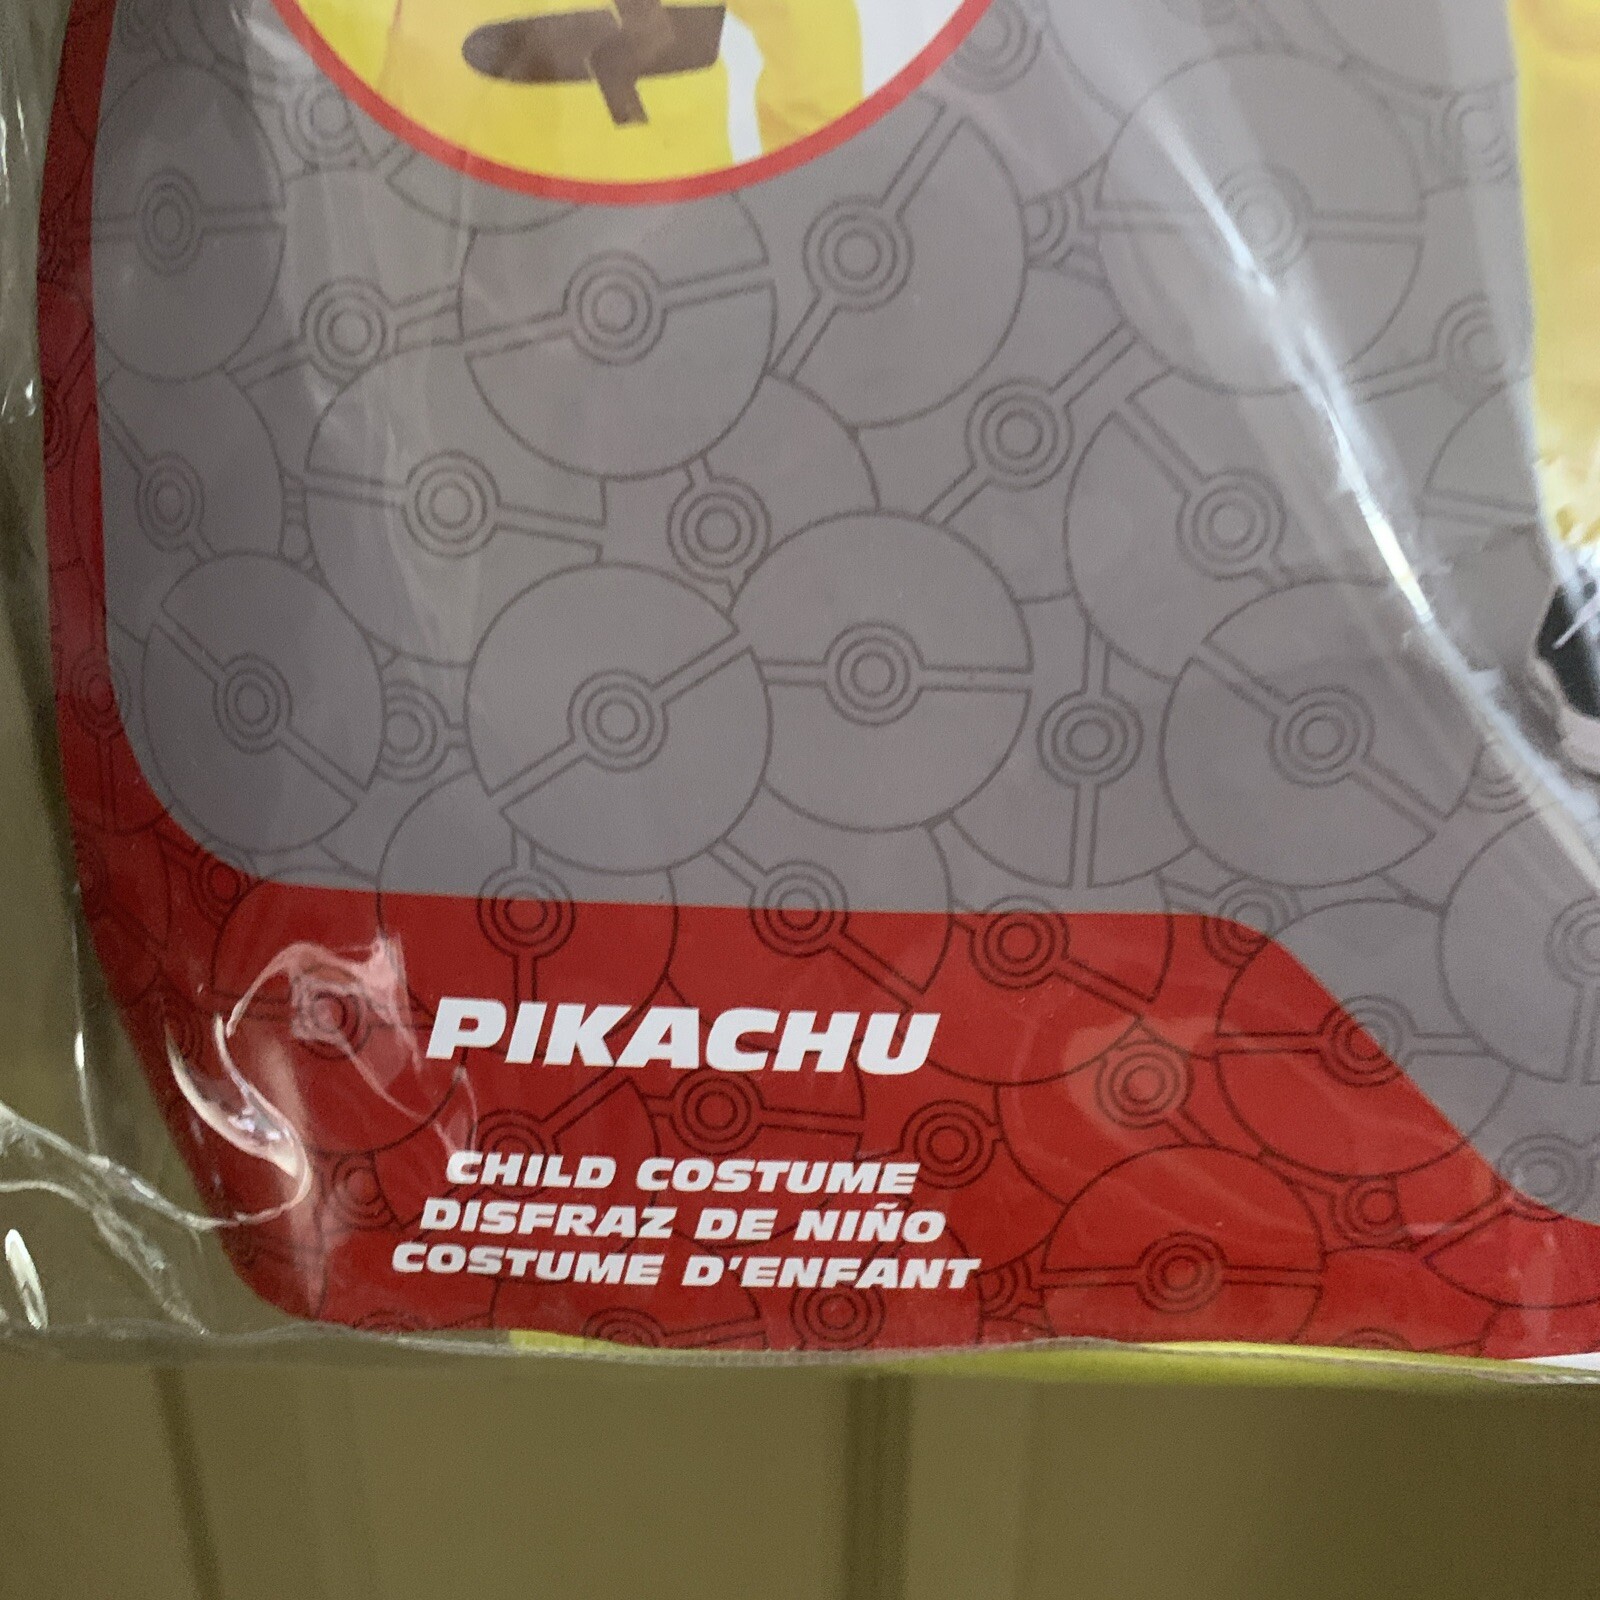 PIKACHU
CHILD COSTUME
DISFRAZ DE NIÑO
COSTUME D'ENFANT